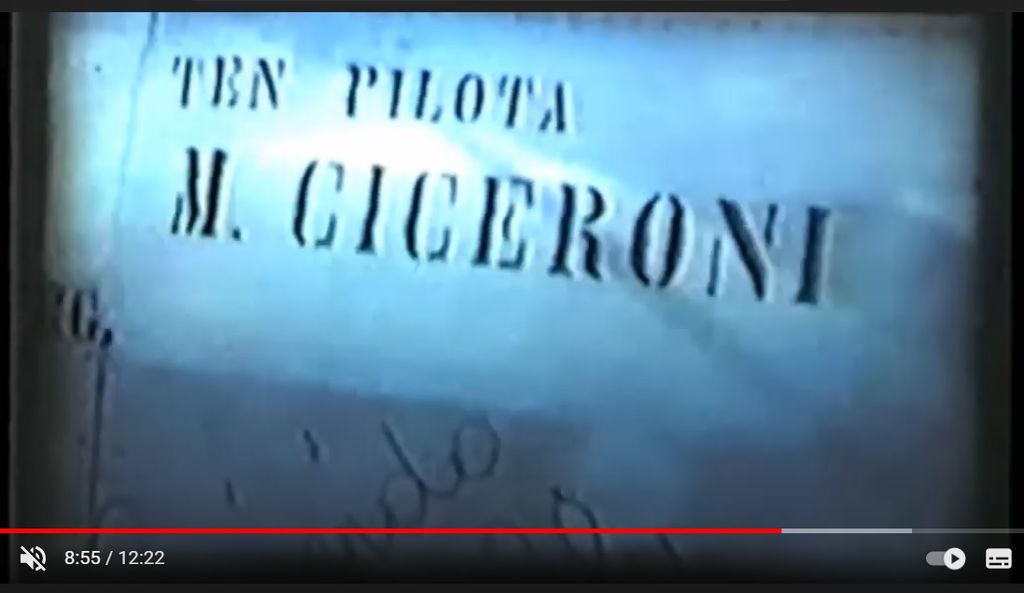 TEN PILOTA
M. CICERONI
8:55 / 12:22